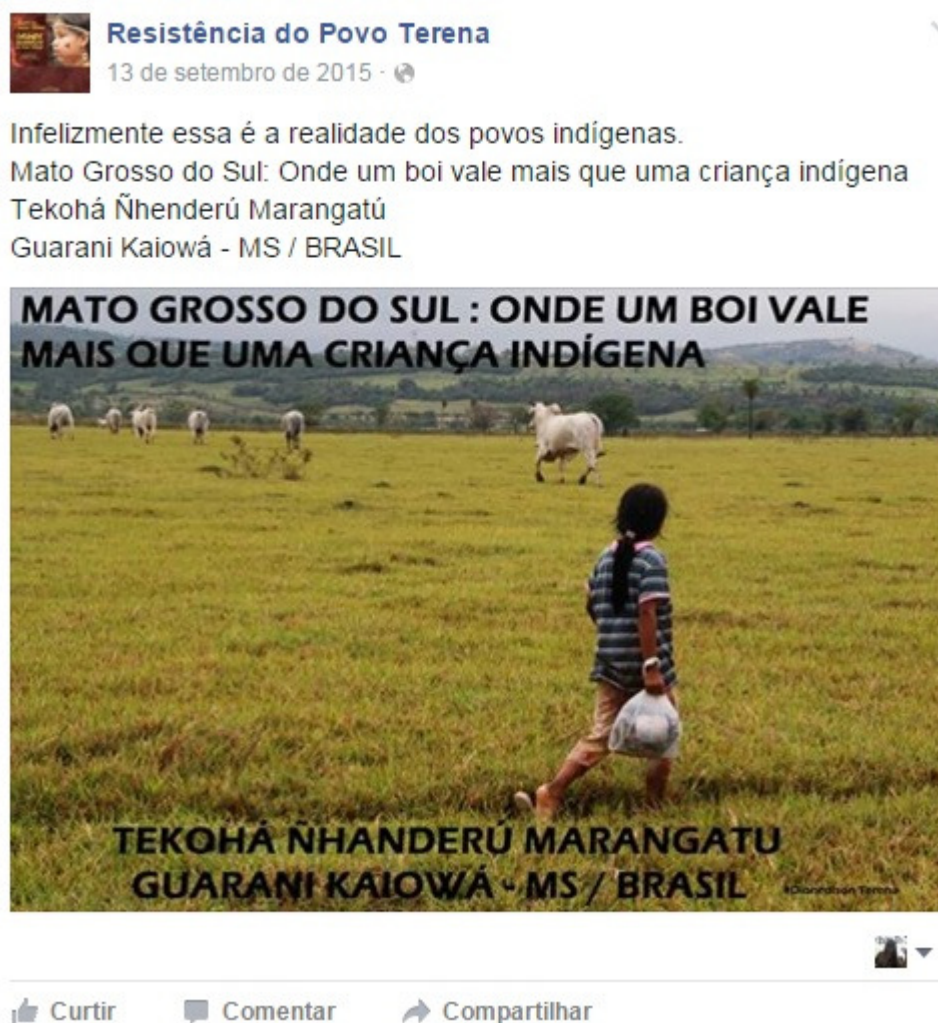 Resistência do Povo Terena
13 de setembro de 2015 ·
Infelizmente essa é a realidade dos povos indígenas.
Mato Grosso do Sul: Onde um boi vale mais que uma criança indígena
Tekohá Ñhenderú Marangatú
Guarani Kaiowá - MS / BRASIL
MATO GROSSO DO SUL : ONDE UM BOI VALE
MAIS QUE UMA CRIANÇA INDÍGENA
TEKOHÁ ÑHANDERÚ MARANGATU
GUARANI KAIOWÁ - MS / BRASIL
Terena
Curtir Comentar Compartilhar